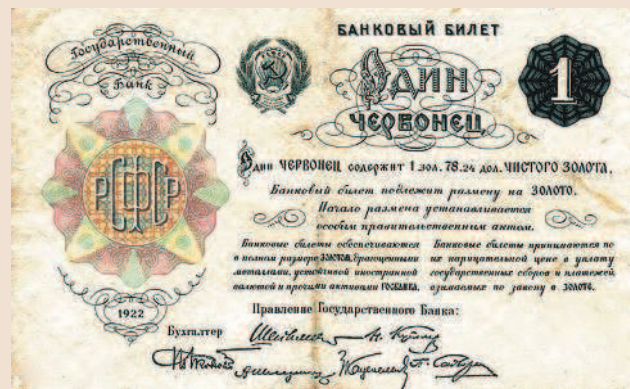 Государственный
Банк
БАНКОВЫЙ БИЛЕТ
ОДИН
ЧЕРВОНЕЦ
1
Один ЧЕРВОНЕЦ содержит 1 зол. 78.24 дол. ЧИСТОГО ЗОЛОТА.
Банковый билет подлежит размену на ЗОЛОТО.
Начало размена устанавливается
особым правительственным актом.
Банковые билеты обеспечиваются
в полном размере ЗОЛОТОМ, драгоценными
металлами, устойчивой иностранной
валютой и прочими активами ГОСБАНКА.
Банковые билеты принимаются по
их нарицательной цене в уплату
государственных сборов и платежей
взимаемых по закону в ЗОЛОТЕ.
РСФСР
1922
Правление Государственного Банка:
Бухгалтер